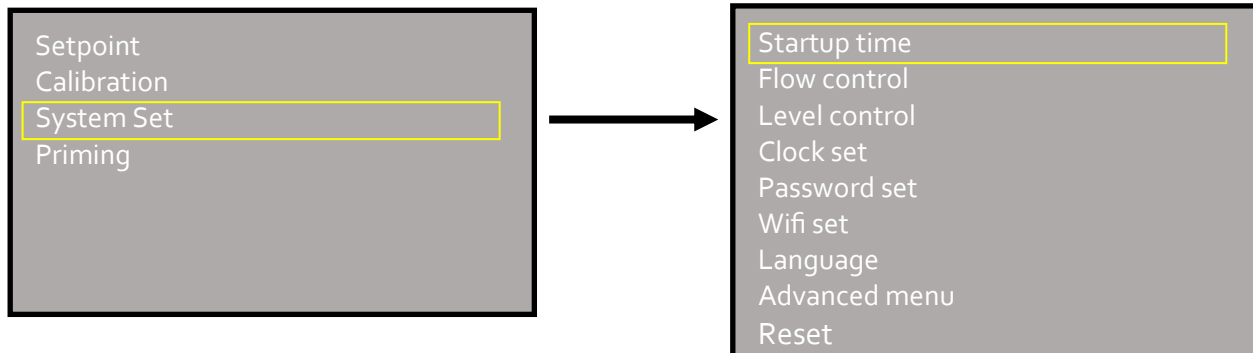 Setpoint
Calibration
System Set
Priming
Startup time
Flow control
Level control
Clock set
Password set
Wifi set
Language
Advanced menu
Reset